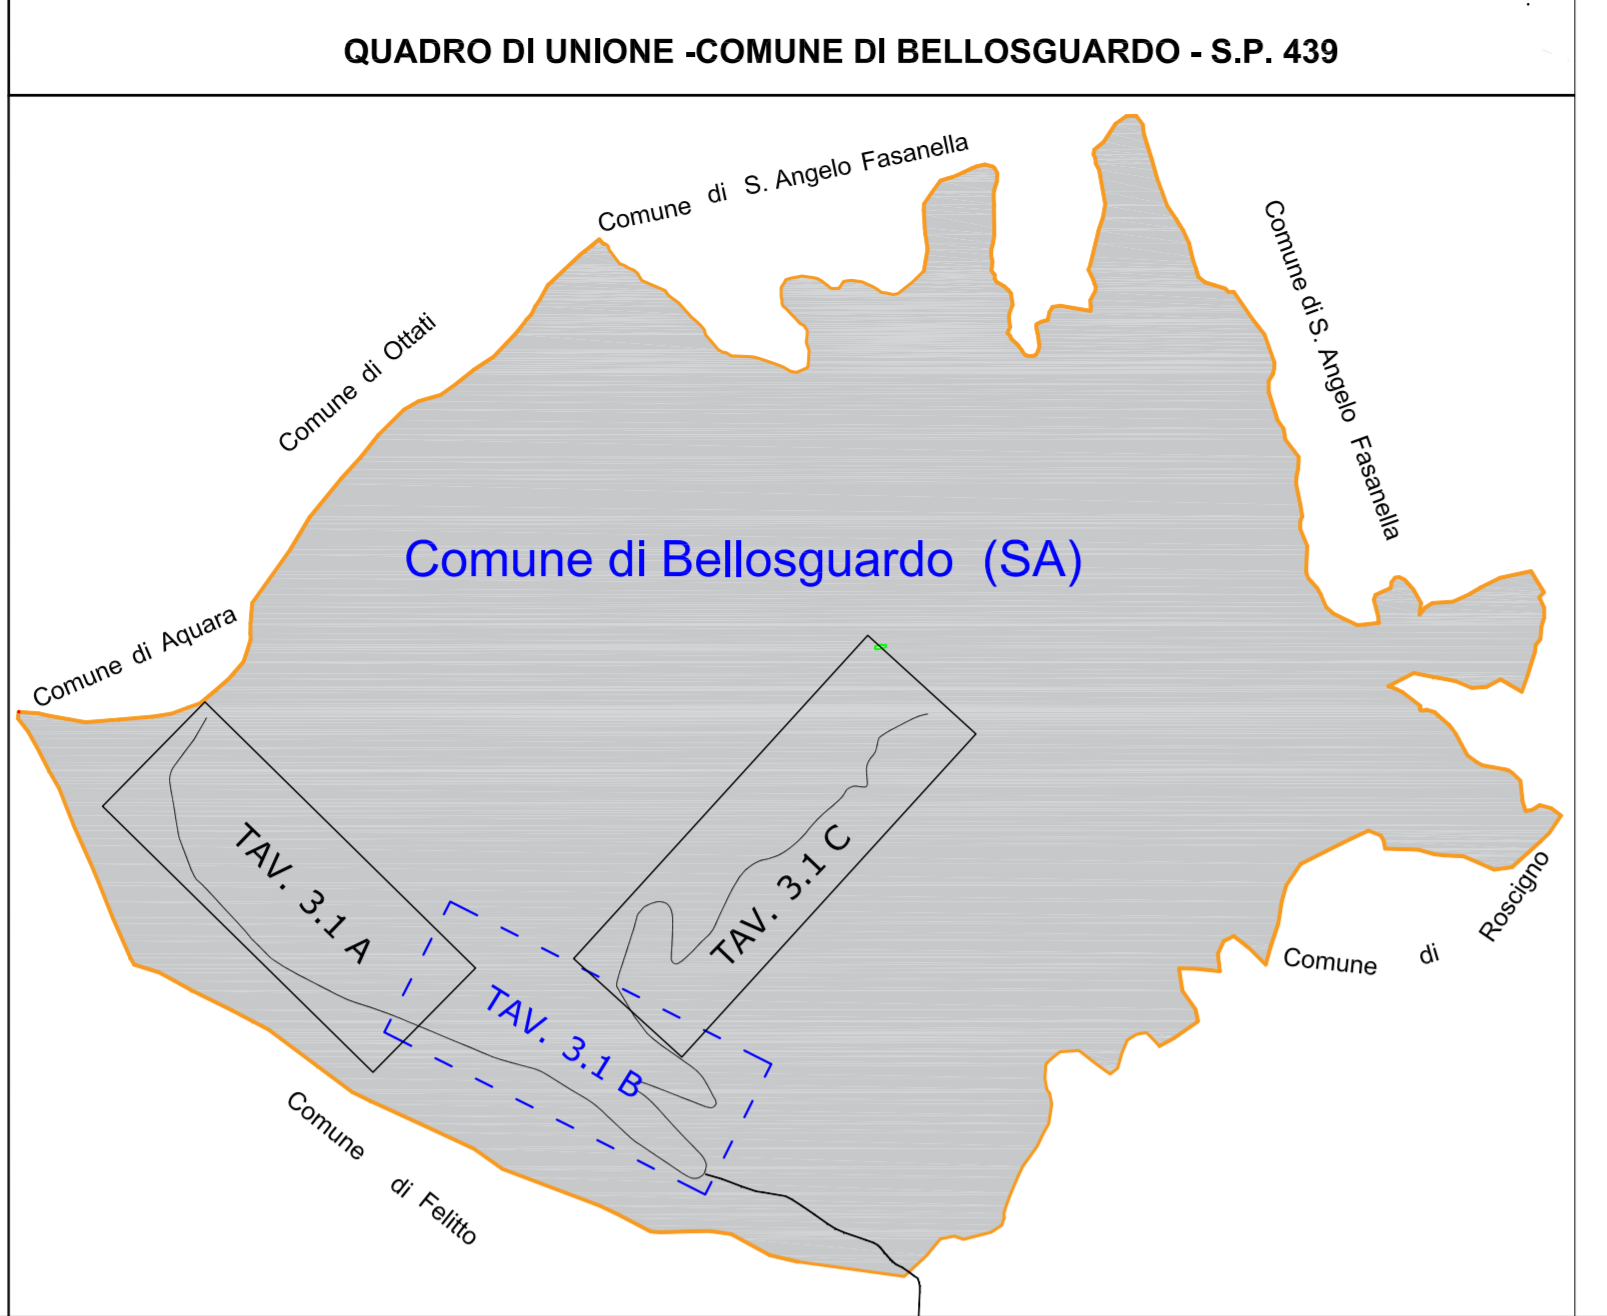 QUADRO DI UNIONE -COMUNE DI BELLOSGUARDO - S.P. 439
Comune di S. Angelo Fasanella
Comune di S. Angelo Fasanella
Comune di Ottati
Comune di Bellosguardo (SA)
Comune di Aquara
TAV. 3.1 A
TAV. 3.1 B
TAV. 3.1 C
Comune di Roscigno
Comune di Felitto